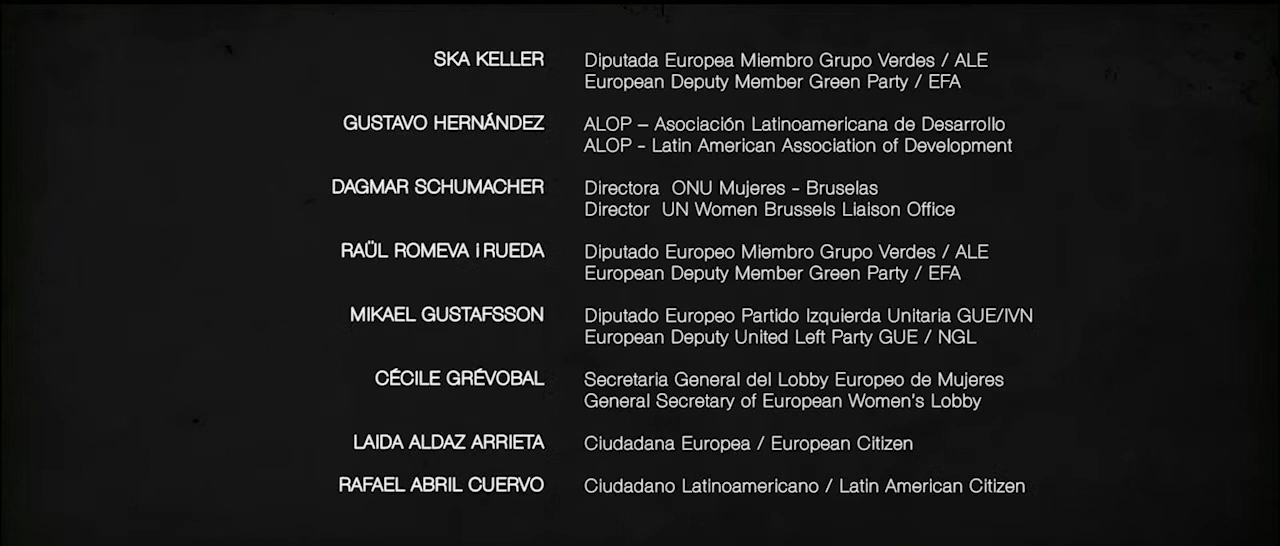 SKA KELLER Diputada Europea Miembro Grupo Verdes / ALE
European Deputy Member Green Party / EFA
GUSTAVO HERNÁNDEZ ALOP – Asociación Latinoamericana de Desarrollo
ALOP - Latin American Association of Development
DAGMAR SCHUMACHER Directora ONU Mujeres - Bruselas
Director UN Women Brussels Liaison Office
RAÜL ROMEVA i RUEDA Diputado Europeo Miembro Grupo Verdes / ALE
European Deputy Member Green Party / EFA
MIKAEL GUSTAFSSON Diputado Europeo Partido Izquierda Unitaria GUE/IVN
European Deputy United Left Party GUE / NGL
CÉCILE GRÉVOBAL Secretaria General del Lobby Europeo de Mujeres
General Secretary of European Women's Lobby
LAIDA ALDAZ ARRIETA Ciudadana Europea / European Citizen
RAFAEL ABRIL CUERVO Ciudadano Latinoamericano / Latin American Citizen